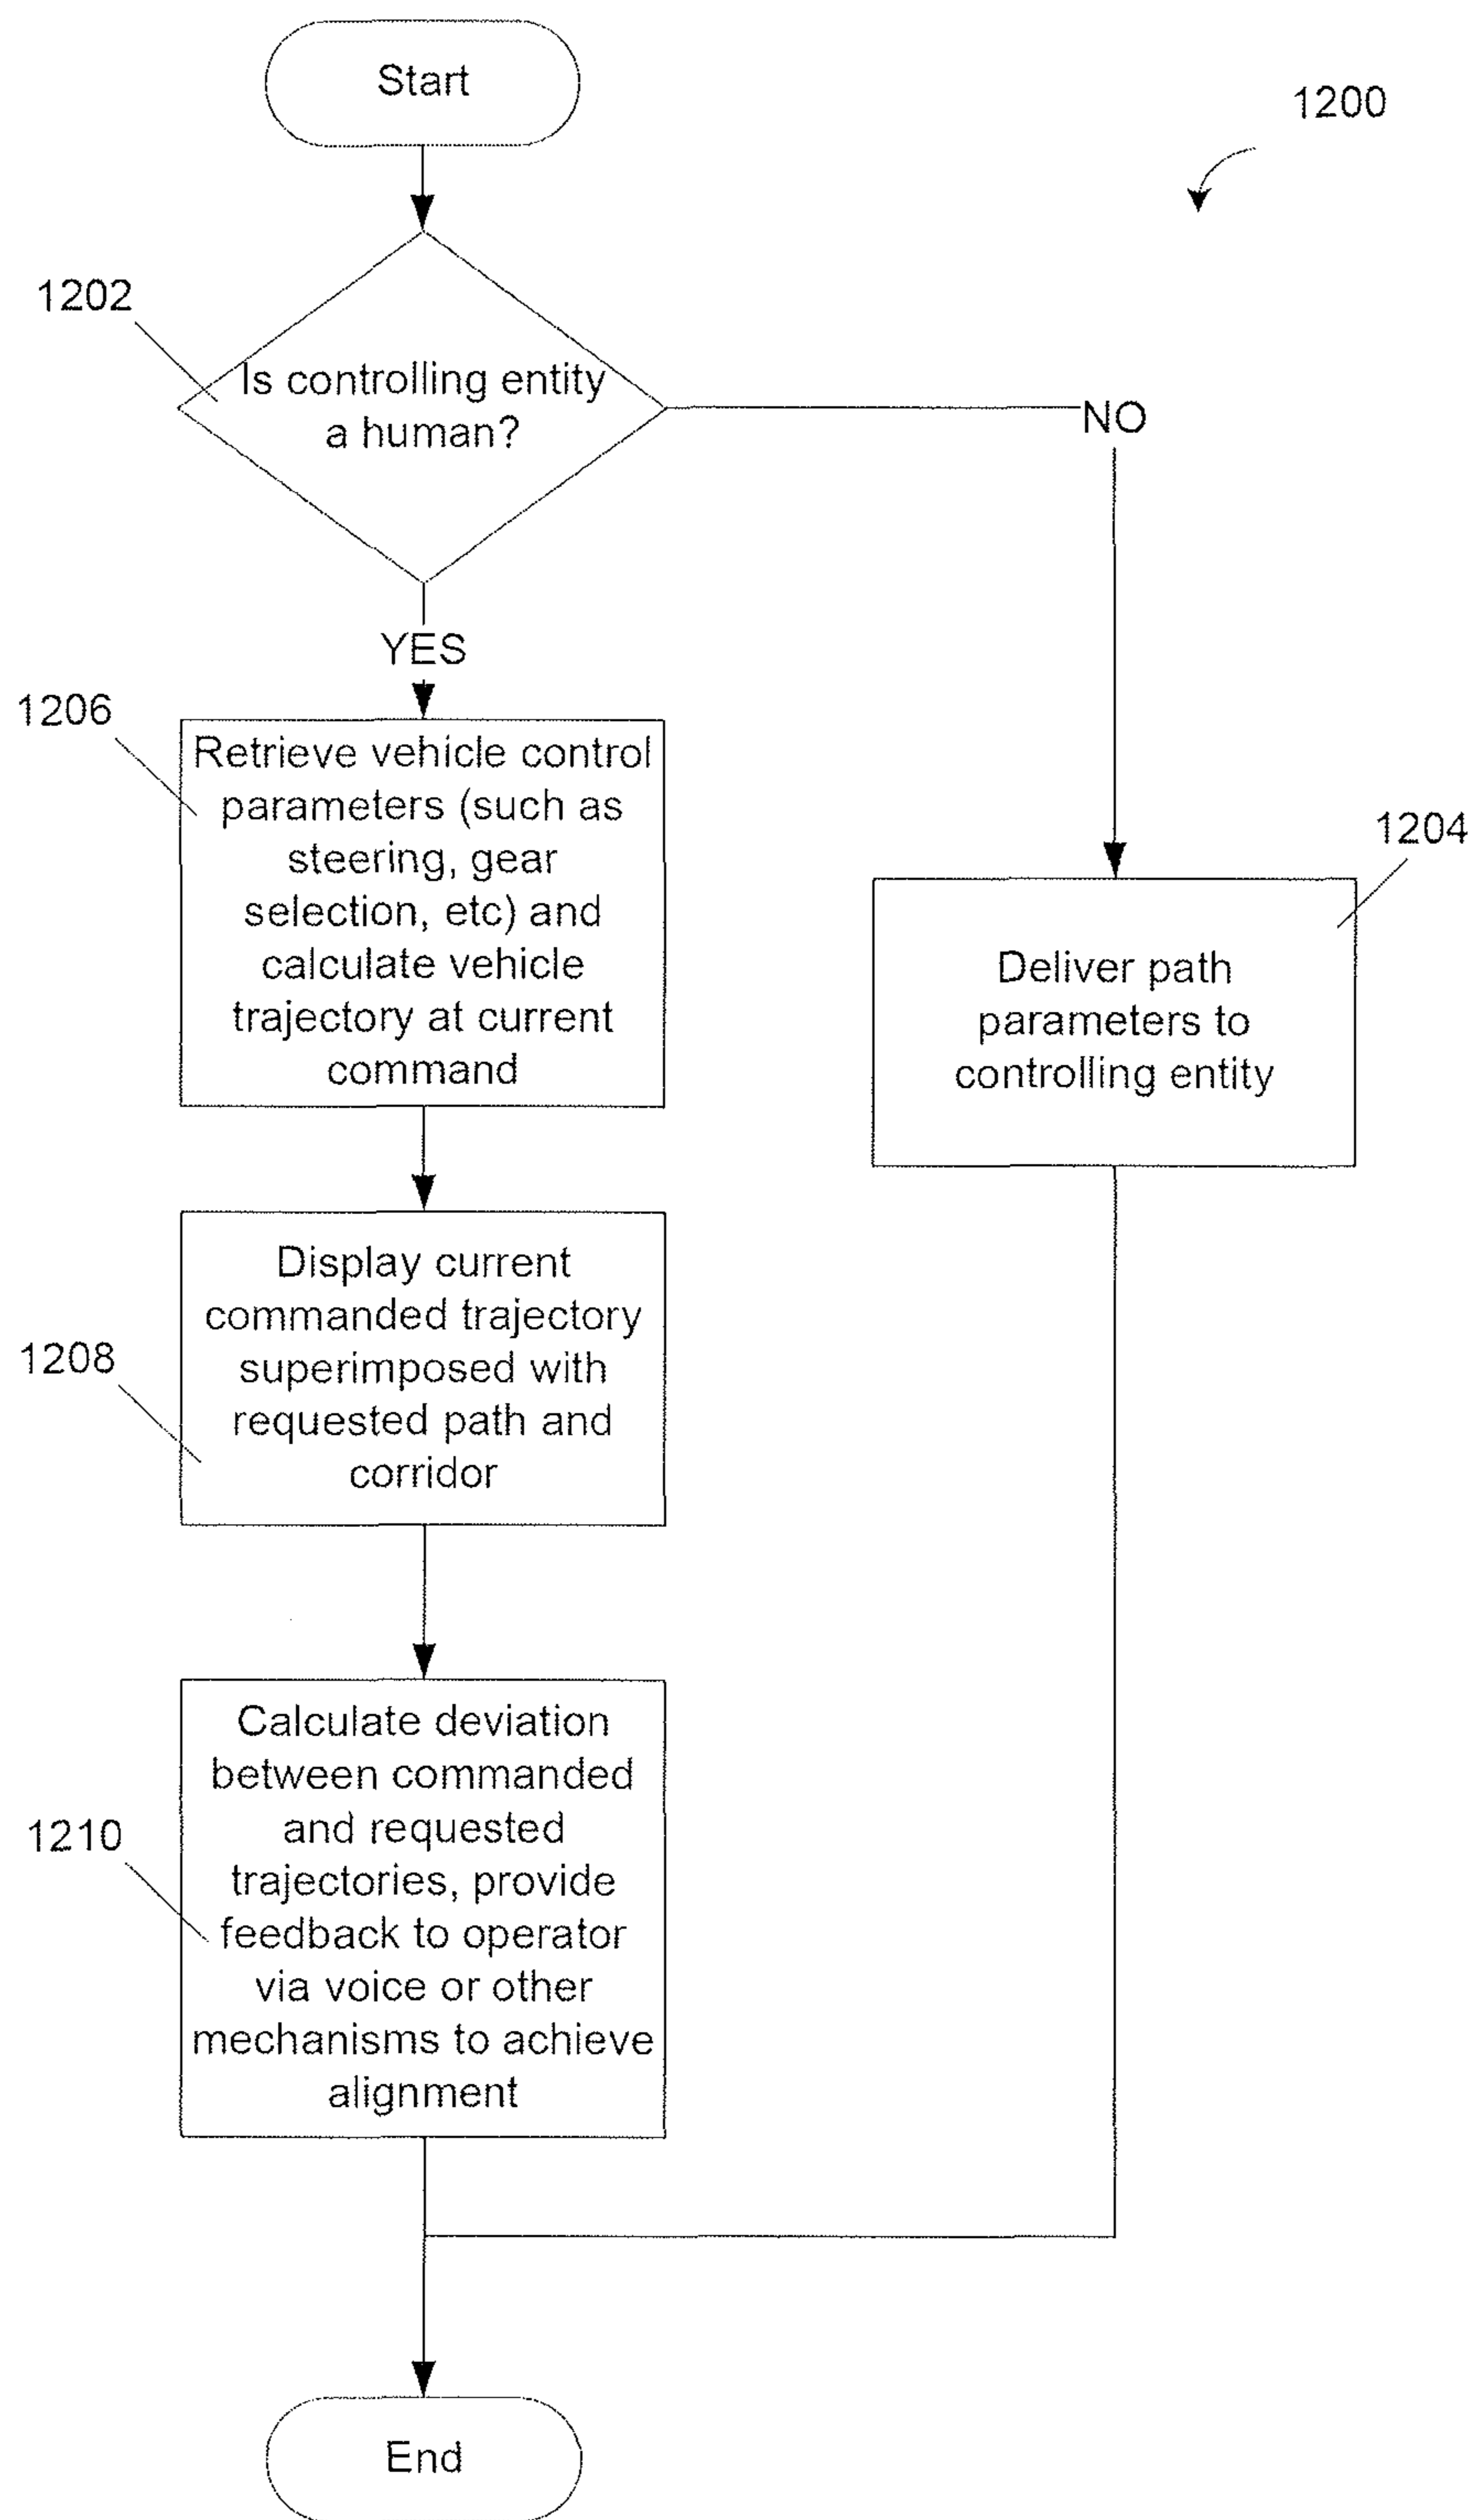 Start
1200
1202
Is controlling entity
a human?
NO
YES
1206
Retrieve vehicle control
parameters (such as
steering, gear
selection, etc) and
calculate vehicle
trajectory at current
command
1204
Deliver path
parameters to
controlling entity
1208
Display current
commanded trajectory
superimposed with
requested path and
corridor
1210
Calculate deviation
between commanded
and requested
trajectories, provide
feedback to operator
via voice or other
mechanisms to achieve
alignment
End